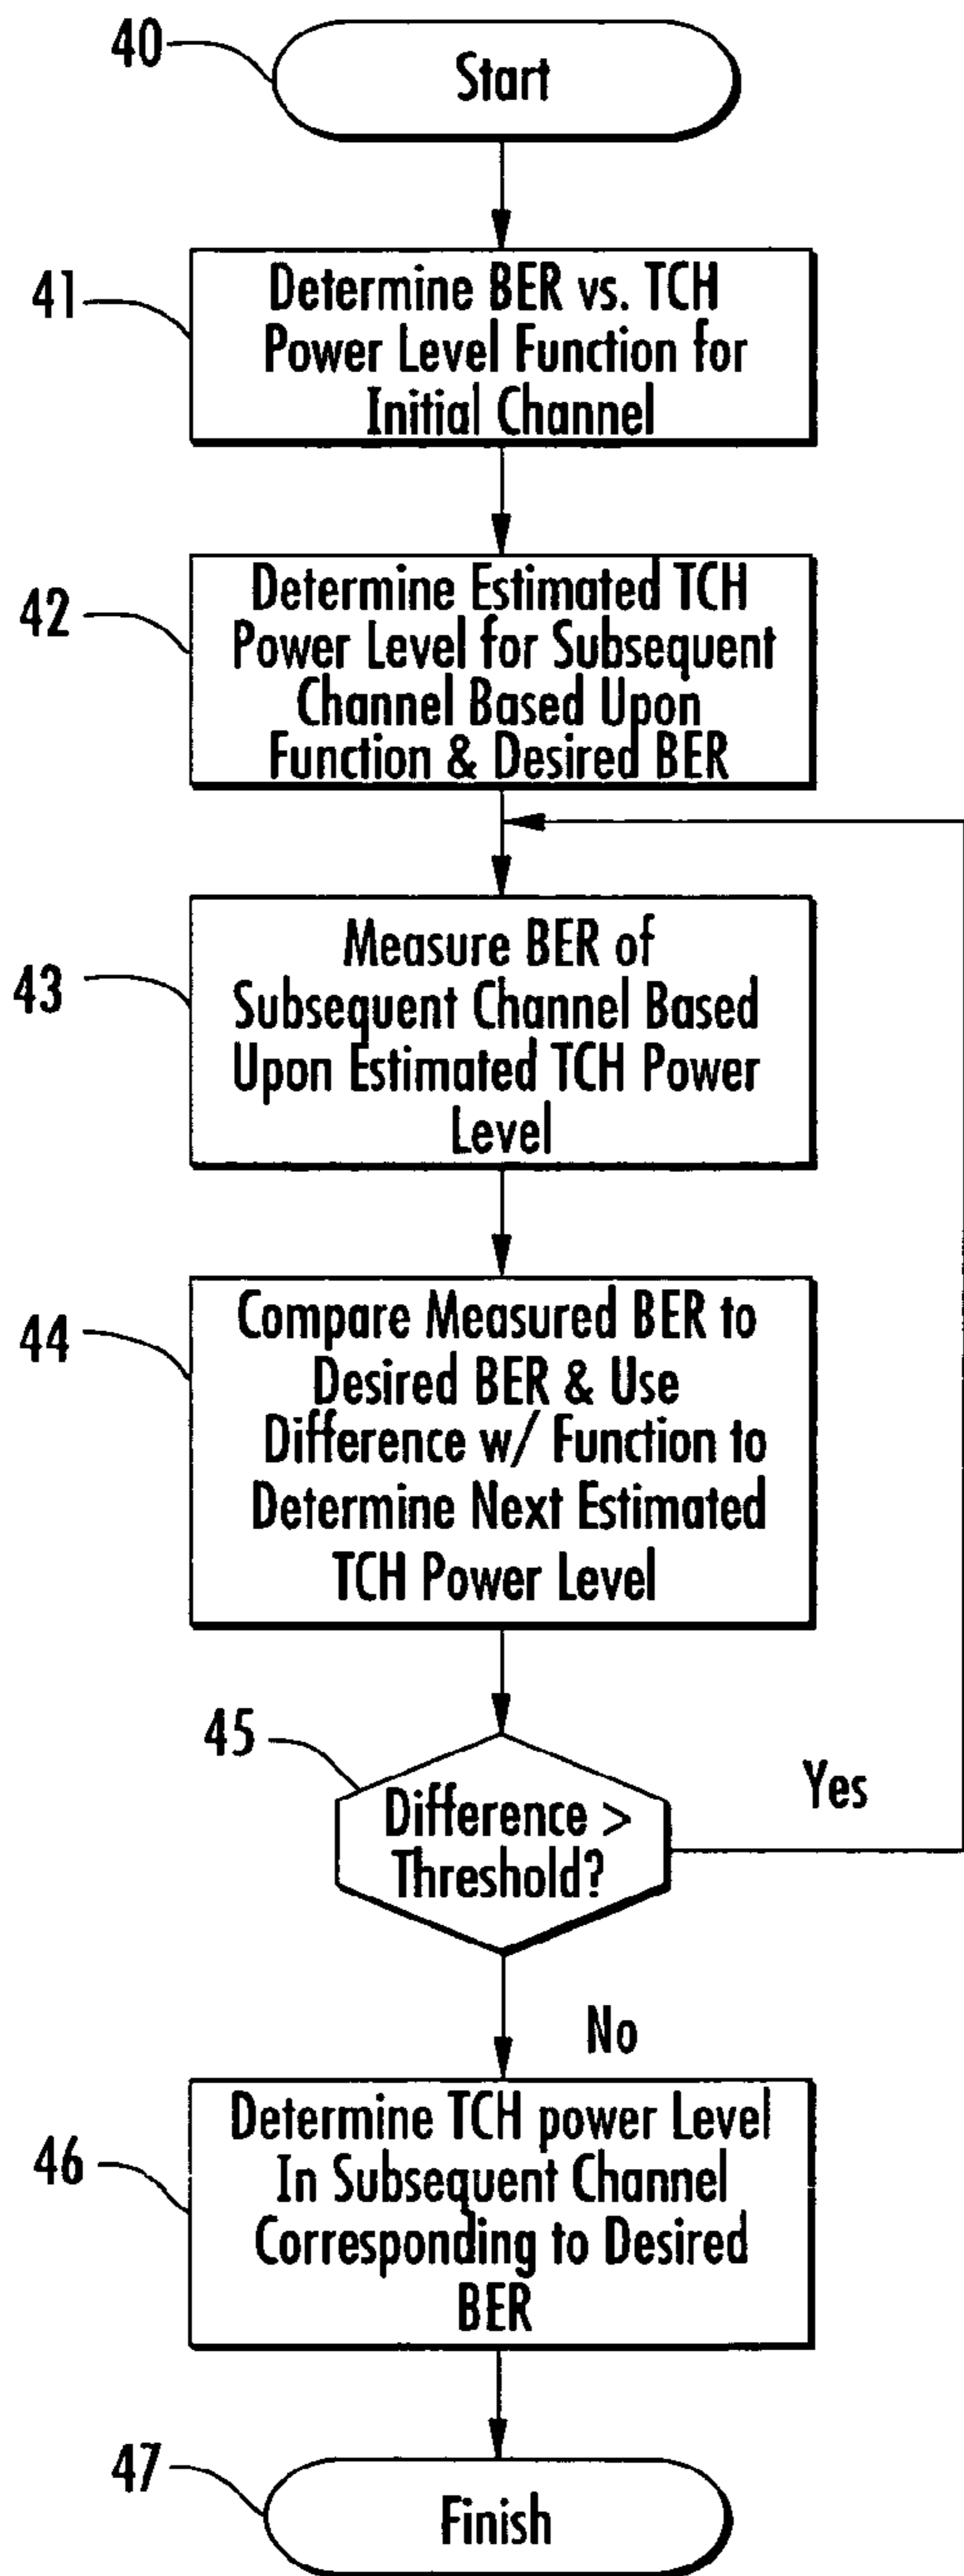 40
Start
41
Determine BER vs. TCH
Power Level Function for
Initial Channel
42
Determine Estimated TCH
Power Level for Subsequent
Channel Based Upon
Function & Desired BER
43
Measure BER of
Subsequent Channel Based
Upon Estimated TCH Power
Level
44
Compare Measured BER to
Desired BER & Use
Difference w/ Function to
Determine Next Estimated
TCH Power Level
45
Difference >
Threshold?
Yes
No
46
Determine TCH power Level
In Subsequent Channel
Corresponding to Desired
BER
47
Finish